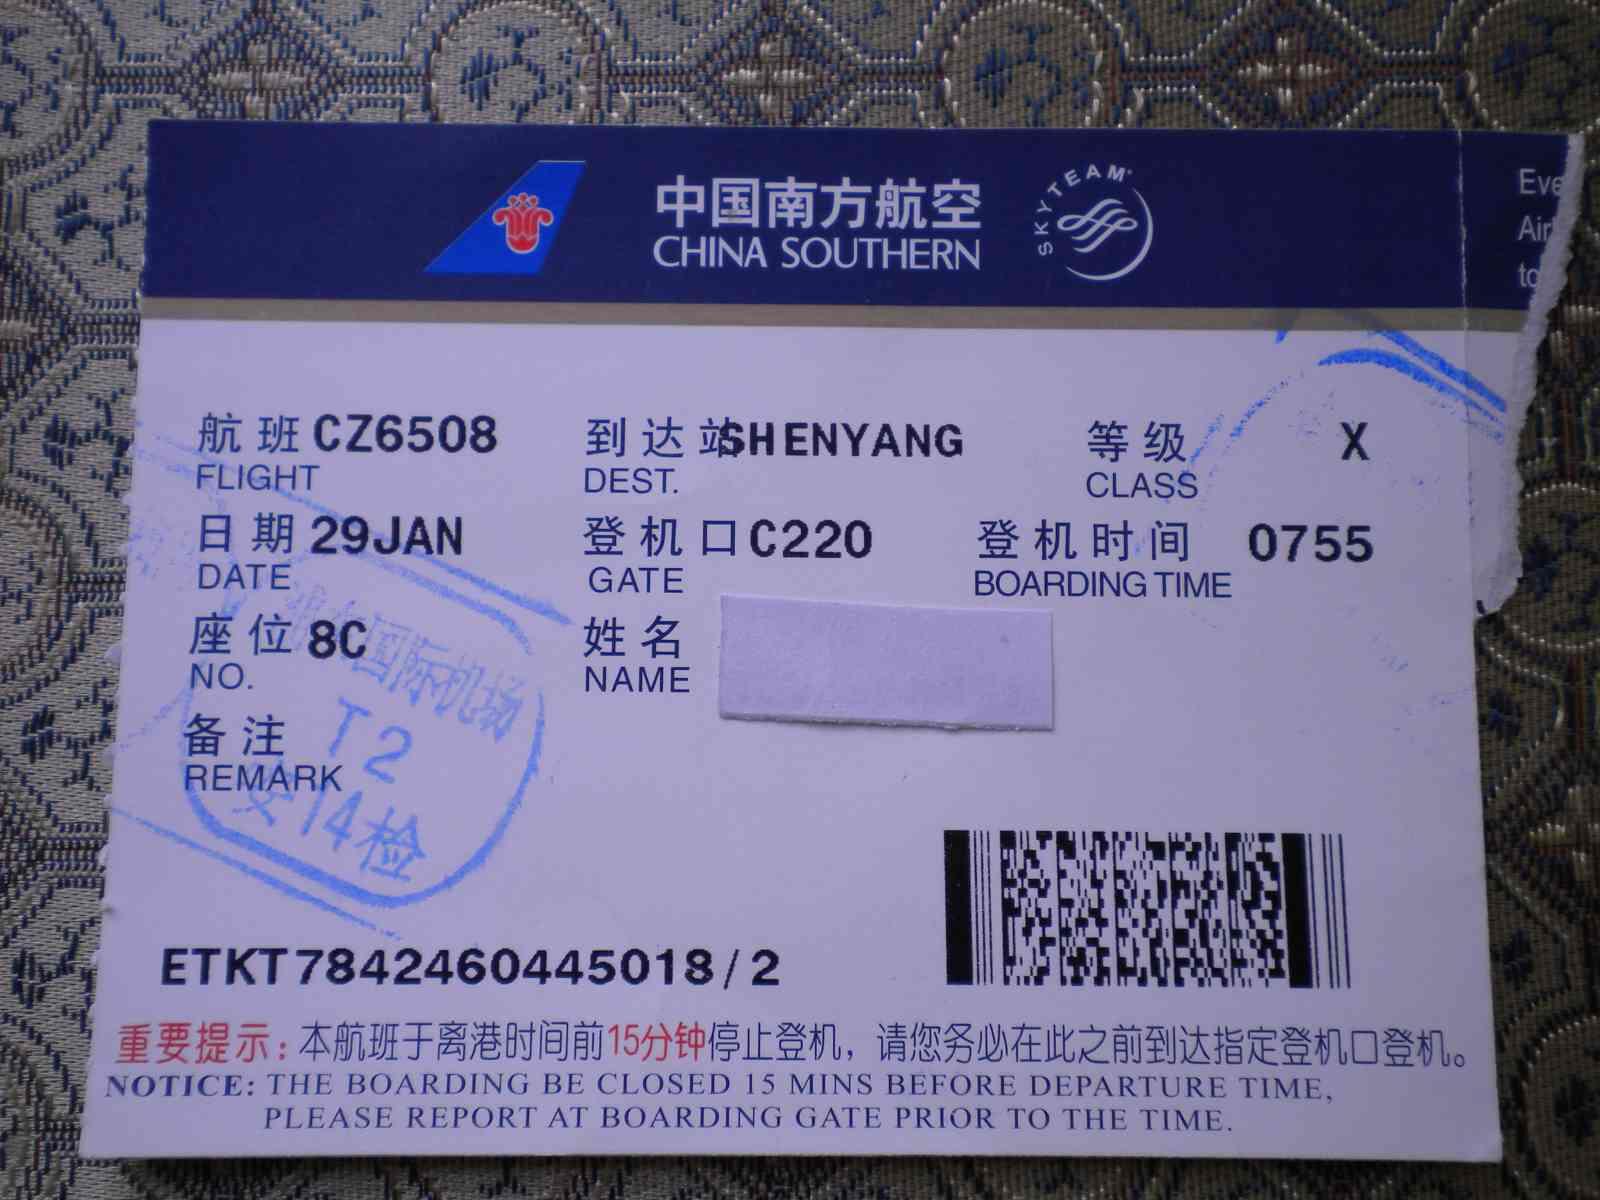 中国南方航空
CHINA SOUTHERN
SKYTEAM
航班 CZ6508 到达站 SHENYANG 等级 X
FLIGHT DEST. CLASS
日期 29JAN 登机口 C220 登机时间 0755
DATE GATE BOARDING TIME
座位 8C 姓名
NO. NAME
备注
REMARK
国际机场
T2
安14检
ETKT7842460445018/2
重要提示:本航班于离港时间前15分钟停止登机，请您务必在此之前到达指定登机口登机。
NOTICE: THE BOARDING BE CLOSED 15 MINS BEFORE DEPARTURE TIME,
PLEASE REPORT AT BOARDING GATE PRIOR TO THE TIME.